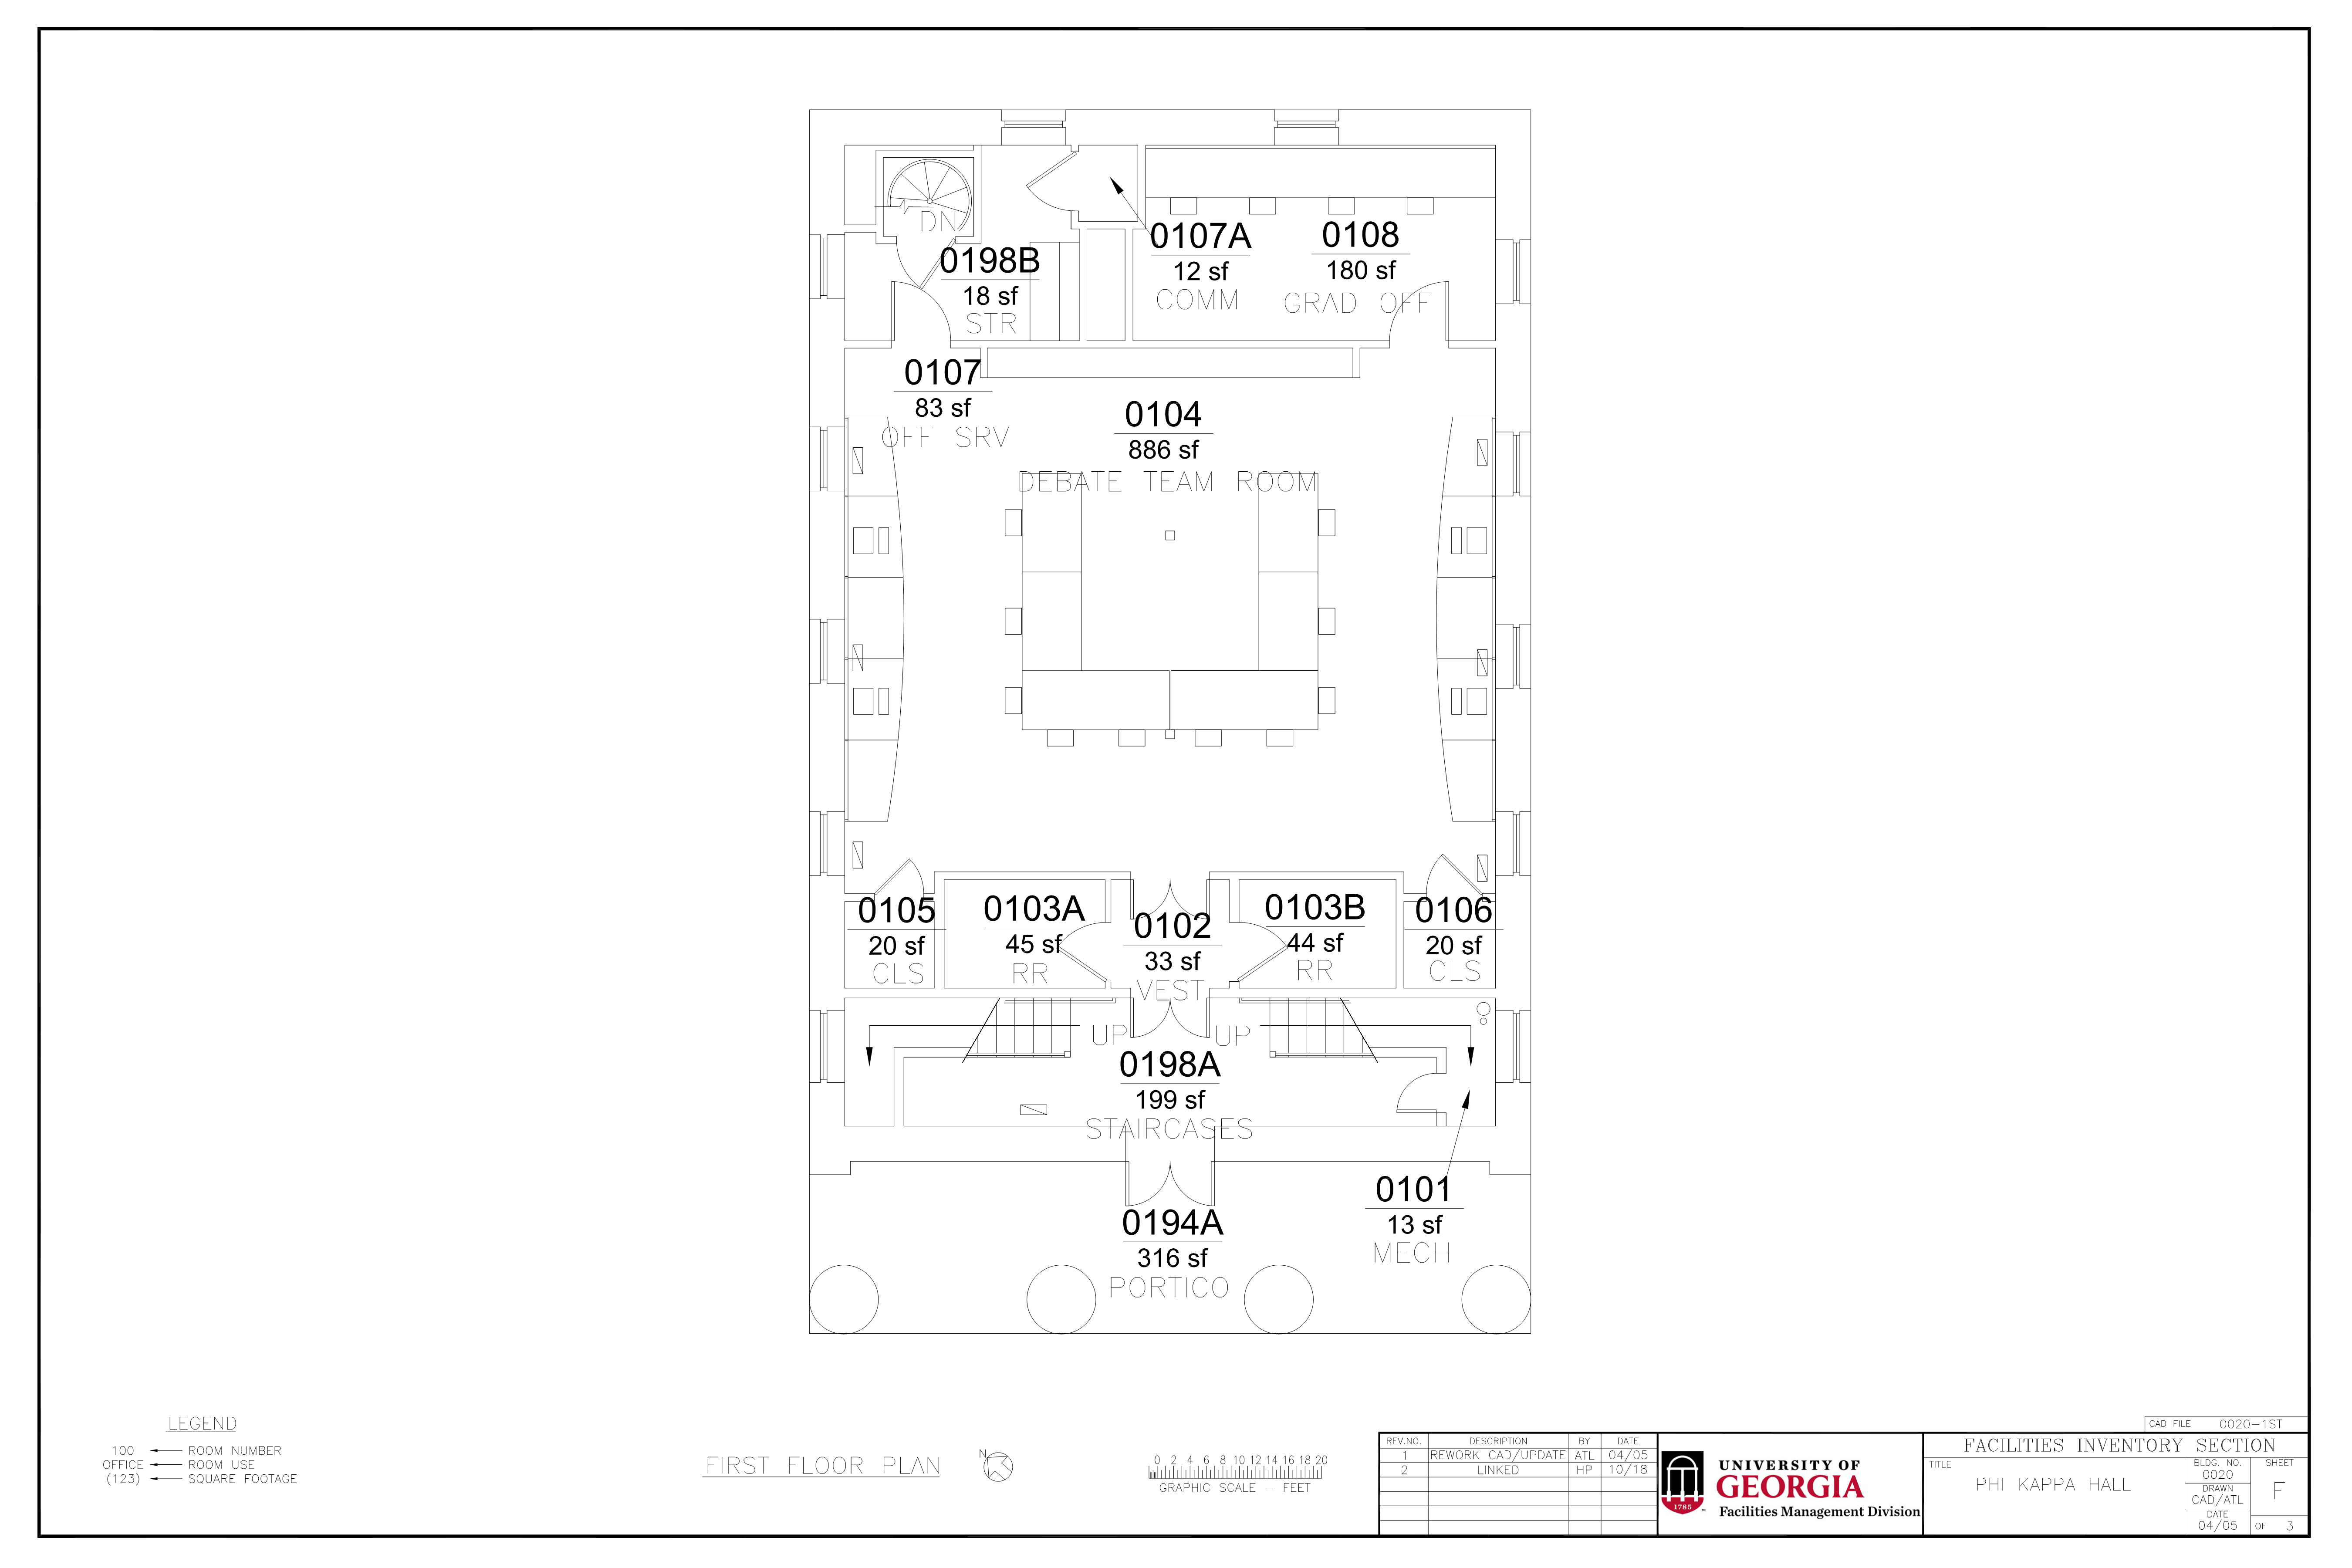 DN
0198B
18 sf
STR
0107A
12 sf
COMM
0108
180 sf
GRAD OFF
0107
83 sf
OFF SRV
0104
886 sf
DEBATE TEAM ROOM
0105
20 sf
CLS
0103A
45 sf
RR
0102
33 sf
VEST
0103B
44 sf
RR
0106
20 sf
CLS
UP
UP
0198A
199 sf
STAIRCASES
0101
13 sf
MECH
0194A
316 sf
PORTICO
LEGEND
100 ROOM NUMBER
OFFICE ROOM USE
(123) SQUARE FOOTAGE
FIRST FLOOR PLAN
N
0 2 4 6 8 10 12 14 16 18 20
GRAPHIC SCALE - FEET
REV.NO. DESCRIPTION BY DATE
1 REWORK CAD/UPDATE ATL 04/05
2 LINKED HP 10/18
1785
UNIVERSITY OF
GEORGIA
Facilities Management Division
CAD FILE 0020-1ST
FACILITIES INVENTORY SECTION
TITLE
PHI KAPPA HALL
BLDG. NO.
0020
DRAWN
CAD/ATL
DATE
04/05
SHEET
F
OF 3